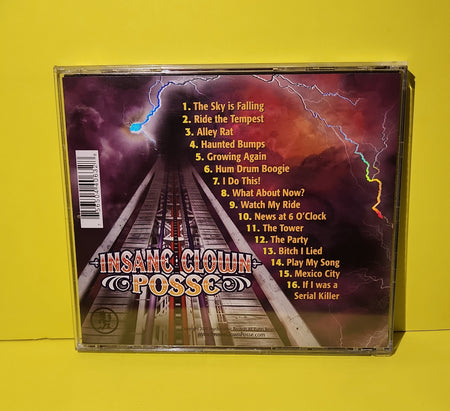 1. The Sky is Falling
2. Ride the Tempest
3. Alley Rat
4. Haunted Bumps
5. Growing Again
6. Hum Drum Boogie
7. I Do This!
8. What About Now?
9. Watch My Ride
10. News at 6 O'Clock
11. The Tower
12. The Party
13. Bitch I Lied
14. Play My Song
15. Mexico City
16. If I was a
Serial Killer
INSANE CLOWN
POSSE